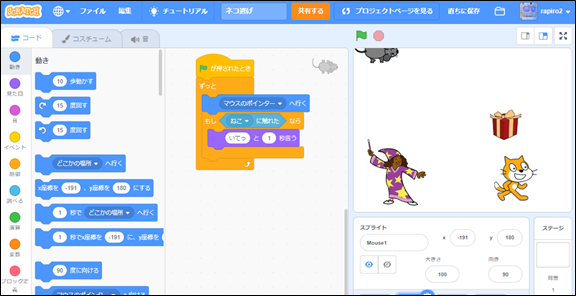 SCRATCH
ファイル
編集
チュートリアル
ネコ逃げ
共有する
プロジェクトページを見る
直ちに保存
rapiro2
コード
コスチューム
音
動き
見た目
音
イベント
制御
調べる
演算
変数
ブロック定義
動き
10 歩動かす
15 度回す
15 度回す
どこかの場所 へ行く
x座標を -191 、y座標を 180 にする
1 秒で どこかの場所 へ行く
1 秒でx座標を -191 に、y座標を
90 度に向ける
マウスのポインター へ向ける
が押されたとき
ずっと
マウスのポインター へ行く
もし ねこ に触れた なら
いてっ と 1 秒言う
スプライト
Mouse1
x -191
y 180
大きさ
100
向き
90
ステージ
背景
1